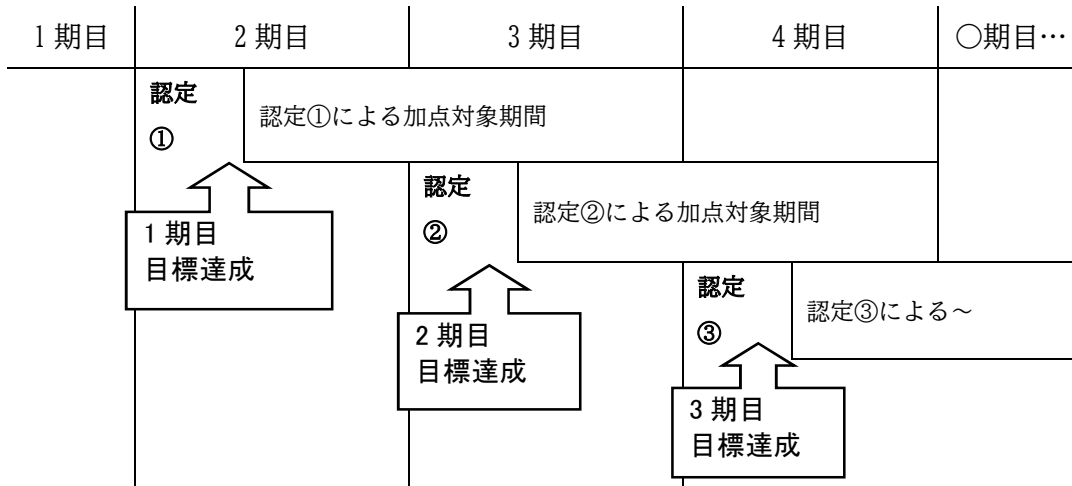 1期目 2期目 3期目 4期目 ○期目…
認定
①
認定①による加点対象期間
1期目
目標達成
認定
②
認定②による加点対象期間
2期目
目標達成
認定
③
認定③による~
3期目
目標達成